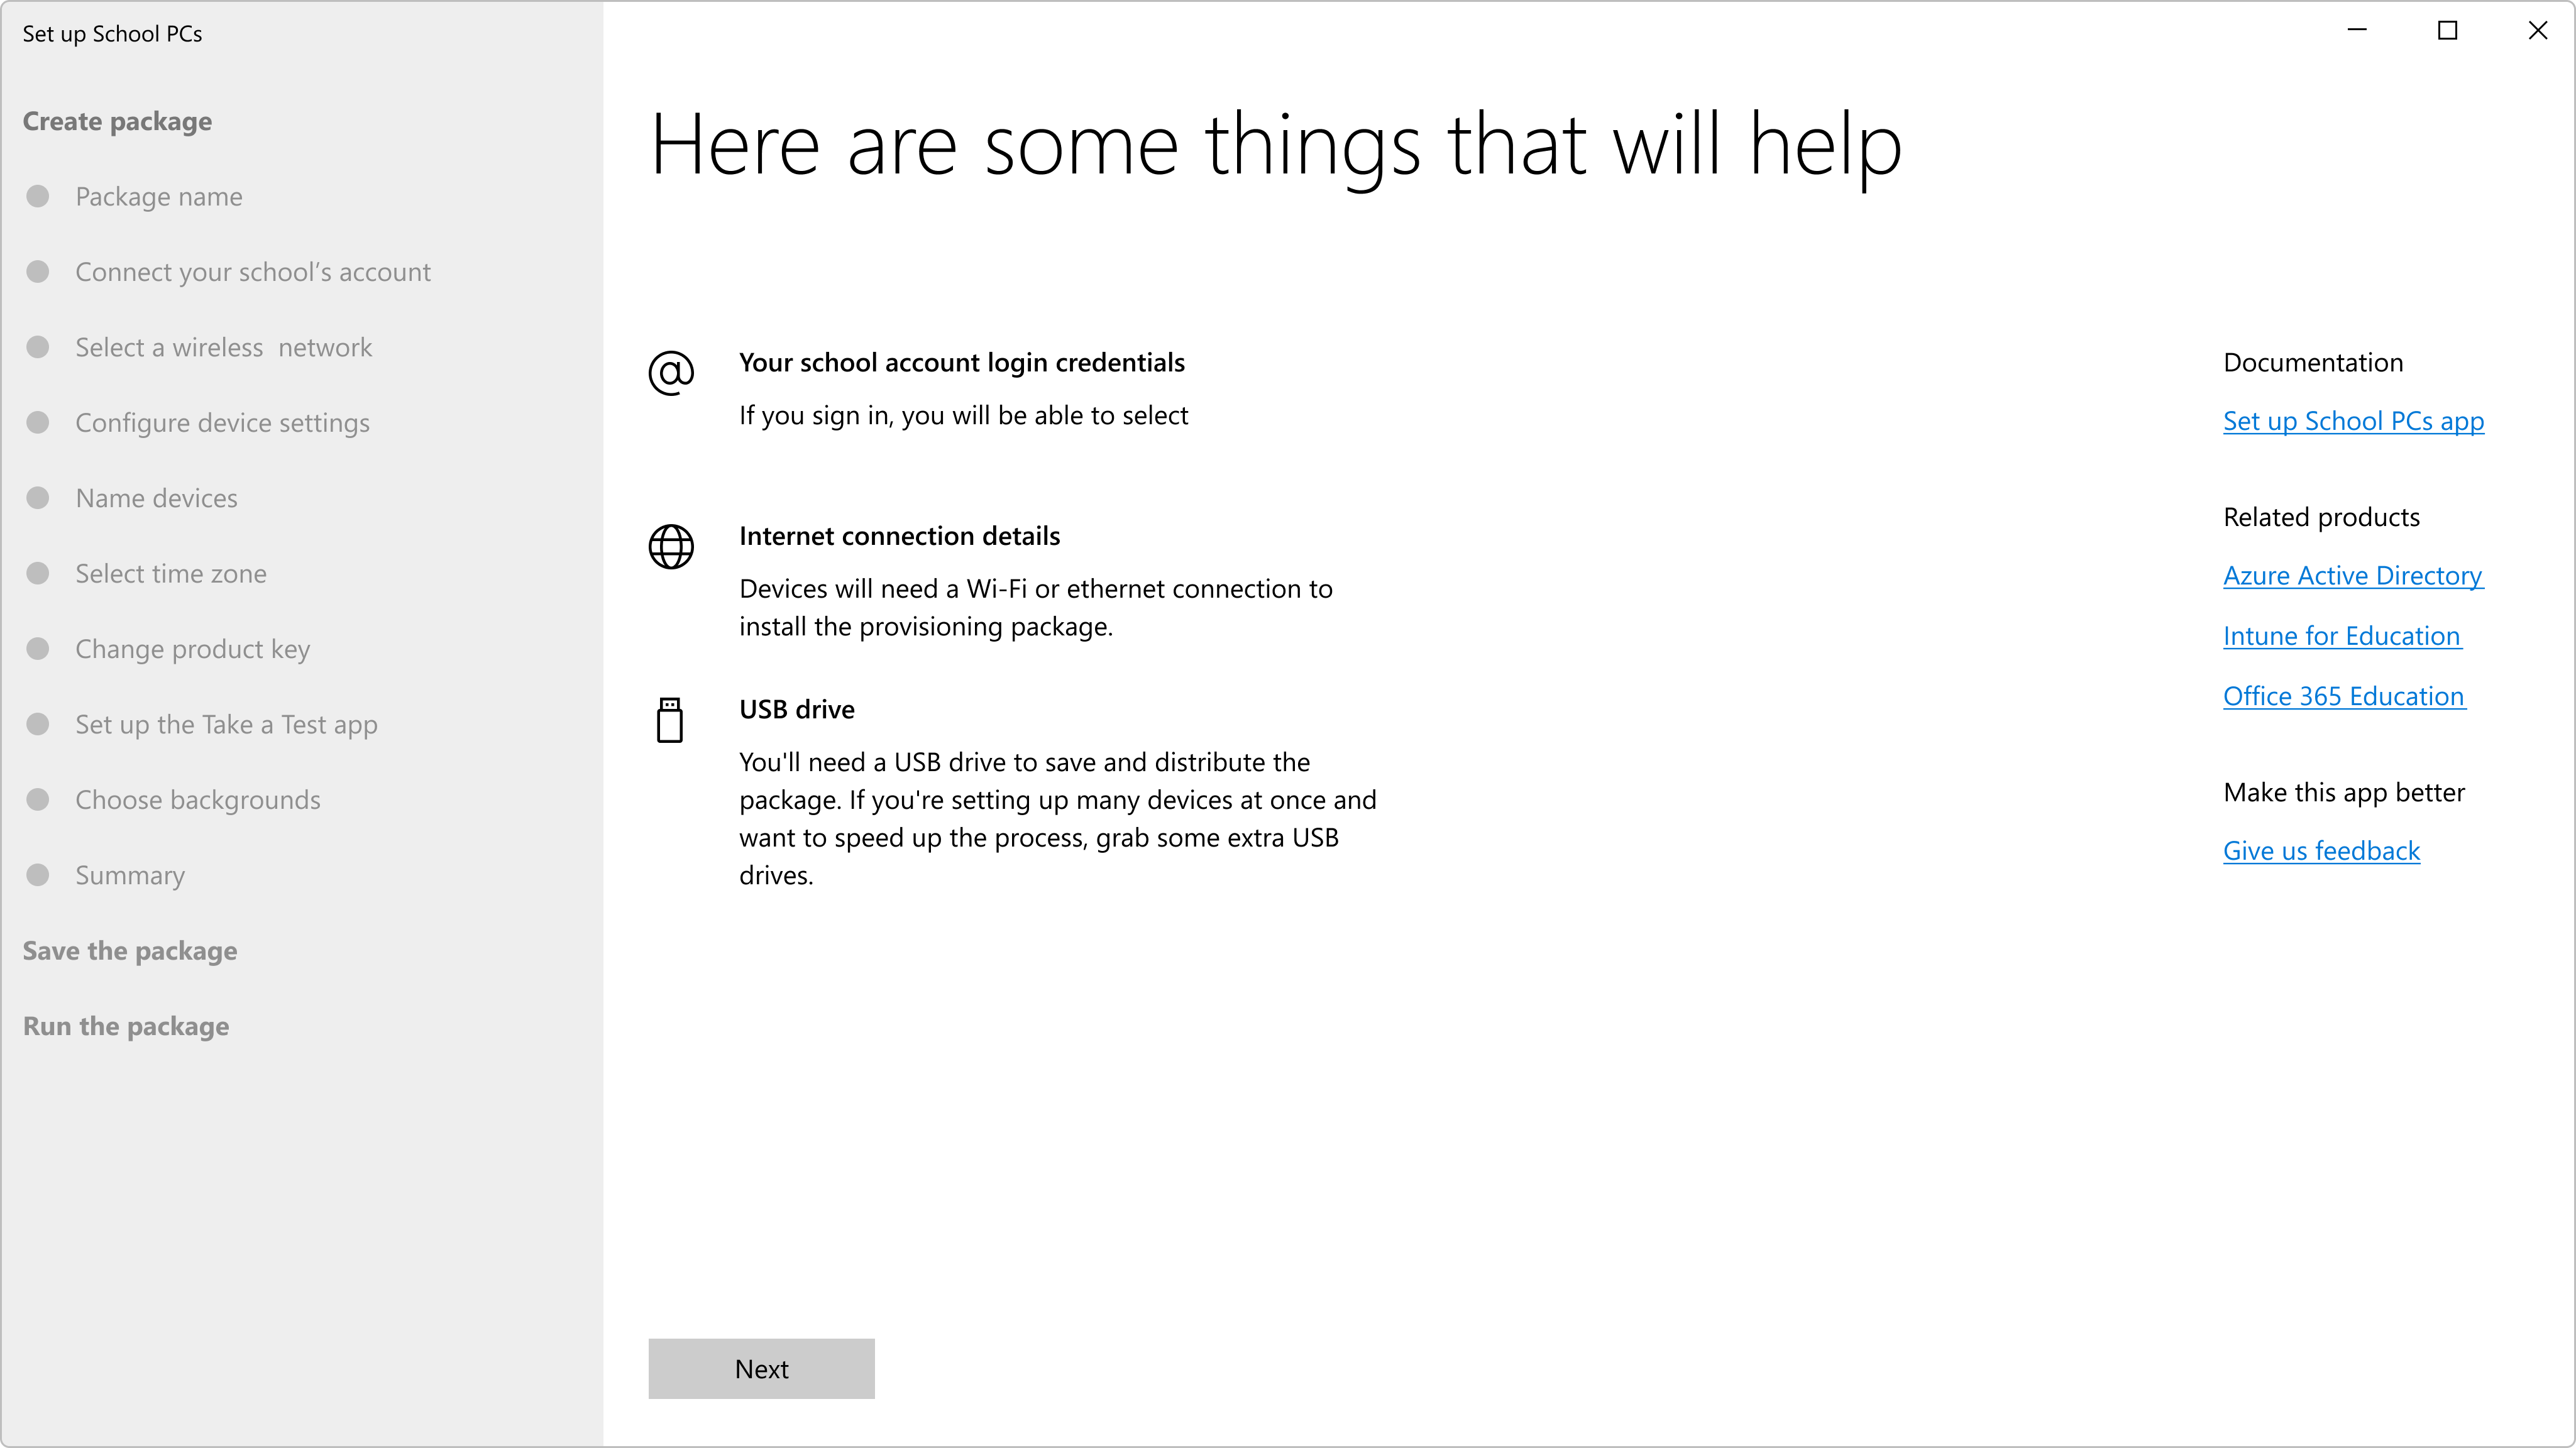 Set up School PCs
Create package
Package name
Connect your school’s account
Select a wireless  network
Configure device settings
Name devices
Select time zone
Change product key
Set up the Take a Test app
Choose backgrounds
Summary
Save the package
Run the package
Here are some things that will help
Your school account login credentials
If you sign in, you will be able to select
Internet connection details
Devices will need a Wi-Fi or ethernet connection to
install the provisioning package.
USB drive
You'll need a USB drive to save and distribute the
package. If you're setting up many devices at once and
want to speed up the process, grab some extra USB
drives.
Documentation
Set up School PCs app
Related products
Azure Active Directory
Intune for Education
Office 365 Education
Make this app better
Give us feedback
Next